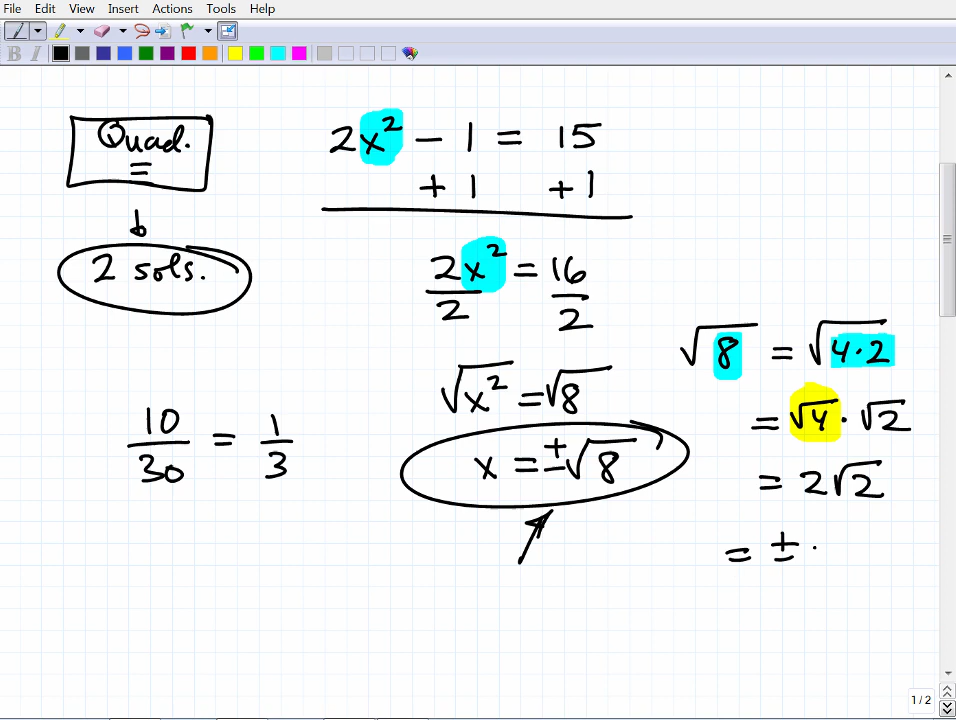 File Edit View Insert Actions Tools Help
B I
Quad.
=
2 sols.
2x² - 1 = 15
+ 1 +1
2x² = 16
2 2
√x² = √8
x = ±√8
10/30 = 1/3
√8 = √4·2
= √4 · √2
= 2√2
= ± ·
1 / 2